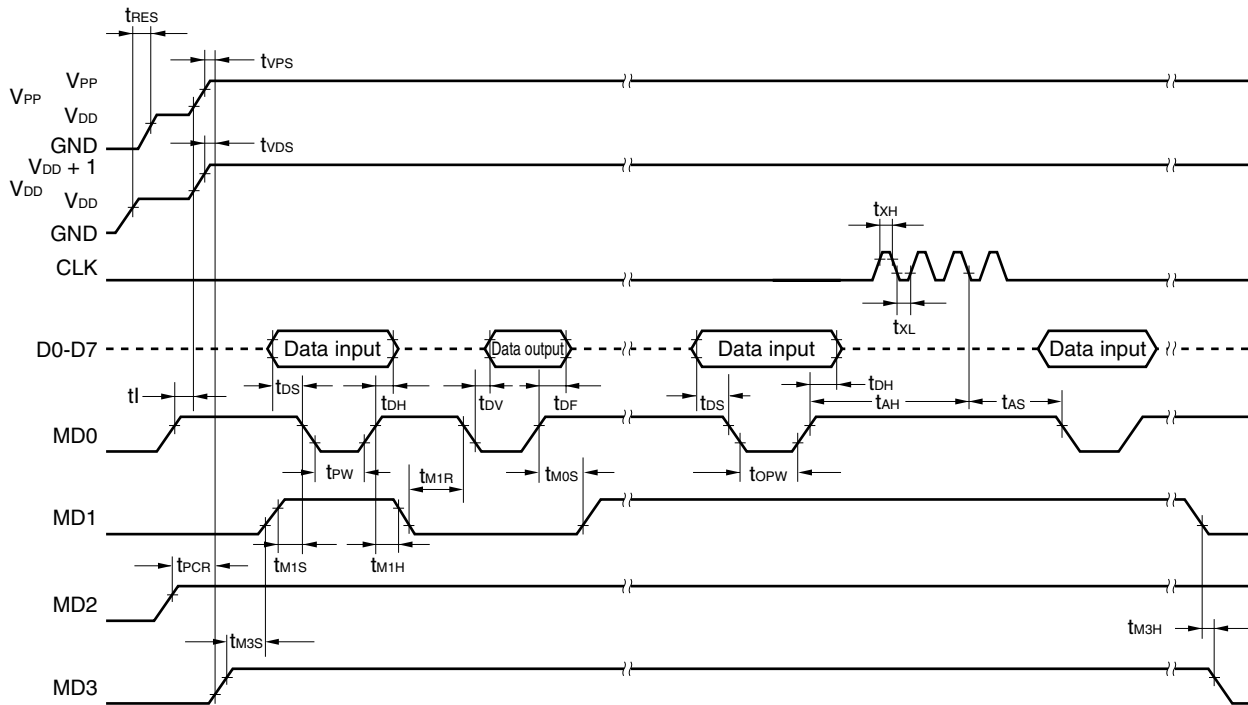 tRES
tVPS
VPP
VPP
VDD
GND
tVDS
VDD + 1
VDD
VDD
GND
tXH
CLK
tXL
D0-D7
Data input
Data output
Data input
Data input
tI
tDS
tDH
tDV
tDF
tDS
tDH
tAH
tAS
MD0
tPW
tM1R
tM0S
tOPW
MD1
tPCR
tM1S
tM1H
MD2
tM3S
tM3H
MD3